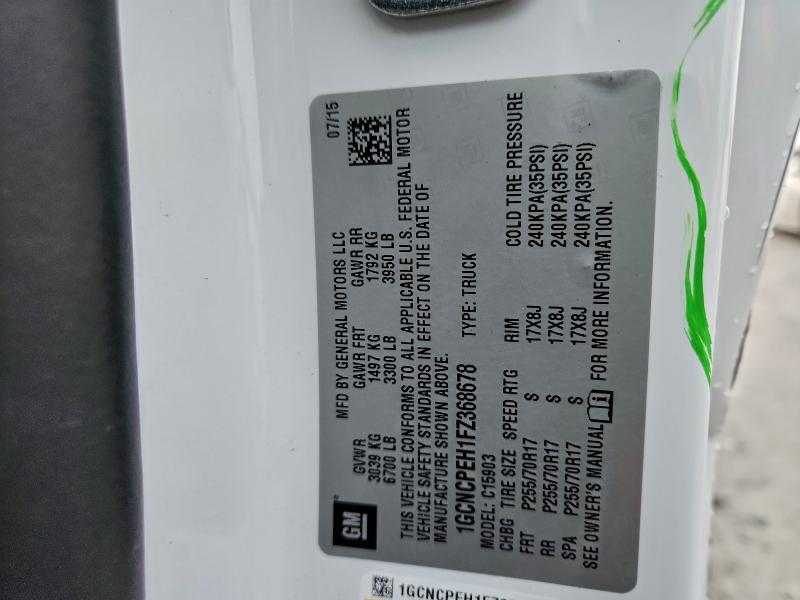 GM
MFD BY GENERAL MOTORS LLC
07/15
GVWR GAWR FRT GAWR RR
3039 KG 1497 KG 1792 KG
6700 LB 3300 LB 3950 LB
THIS VEHICLE CONFORMS TO ALL APPLICABLE U.S. FEDERAL MOTOR
VEHICLE SAFETY STANDARDS IN EFFECT ON THE DATE OF
MANUFACTURE SHOWN ABOVE.
1GCNCPEH1FZ368678 TYPE: TRUCK
MODEL: C15903
CHBG TIRE SIZE SPEED RTG RIM COLD TIRE PRESSURE
FRT P255/70R17 S 17X8J 240KPA(35PSI)
RR P255/70R17 S 17X8J 240KPA(35PSI)
SPA P255/70R17 S 17X8J 240KPA(35PSI)
SEE OWNER'S MANUAL FOR MORE INFORMATION.